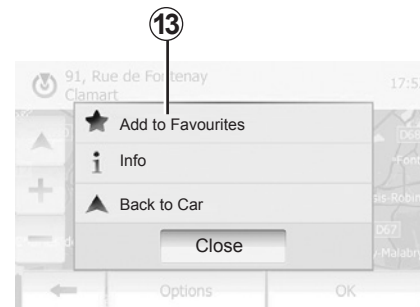 13
91, Rue de Fontenay
Clamart
17:5
Add to Favourites
Info
Back to Car
Close
D67
Options
OK